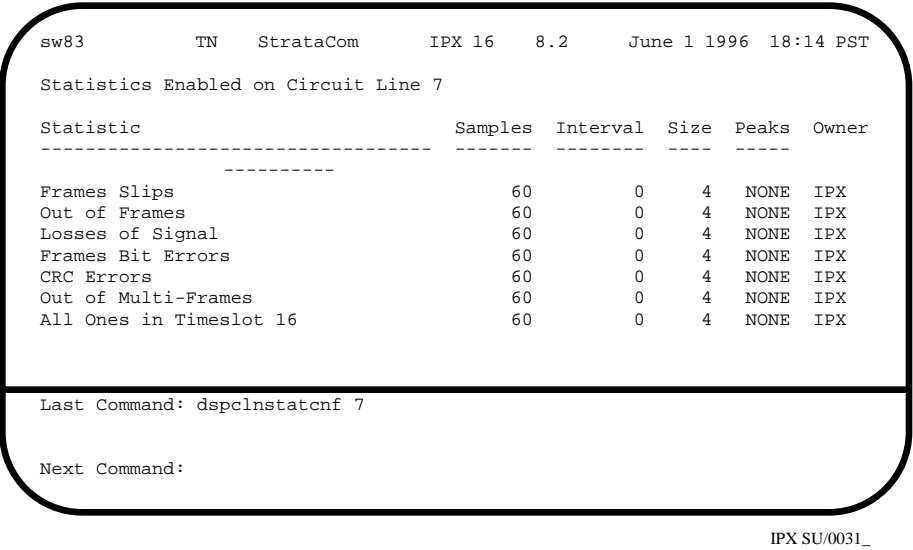 sw83 TN StrataCom IPX 16 8.2 June 1 1996 18:14 PST
Statistics Enabled on Circuit Line 7
Statistic Samples Interval Size Peaks Owner
----------------------------------- ------- -------- ---- -----
----------
Frames Slips 60 0 4 NONE IPX
Out of Frames 60 0 4 NONE IPX
Losses of Signal 60 0 4 NONE IPX
Frames Bit Errors 60 0 4 NONE IPX
CRC Errors 60 0 4 NONE IPX
Out of Multi-Frames 60 0 4 NONE IPX
All Ones in Timeslot 16 60 0 4 NONE IPX
Last Command: dspclnstatcnf 7
Next Command:
IPX SU/0031_